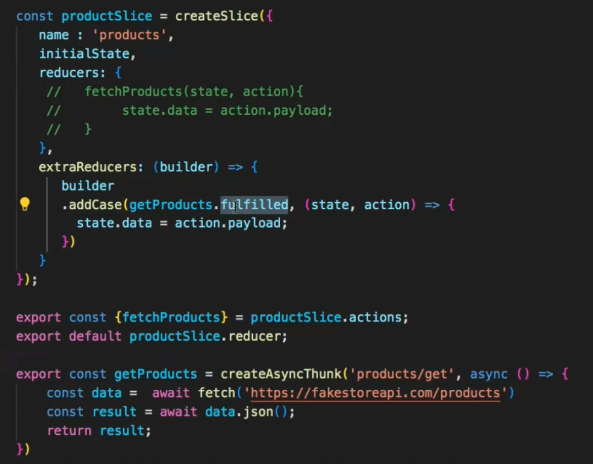 const productSlice = createSlice({
name : 'products',
initialState,
reducers: {
//   fetchProducts(state, action){
//       state.data = action.payload;
//   }
},
extraReducers: (builder) => {
builder
.addCase(getProducts.fulfilled, (state, action) => {
state.data = action.payload;
})
}
});
export const {fetchProducts} = productSlice.actions;
export default productSlice.reducer;
export const getProducts = createAsyncThunk('products/get', async () => {
const data =  await fetch('https://fakestoreapi.com/products')
const result = await data.json();
return result;
})